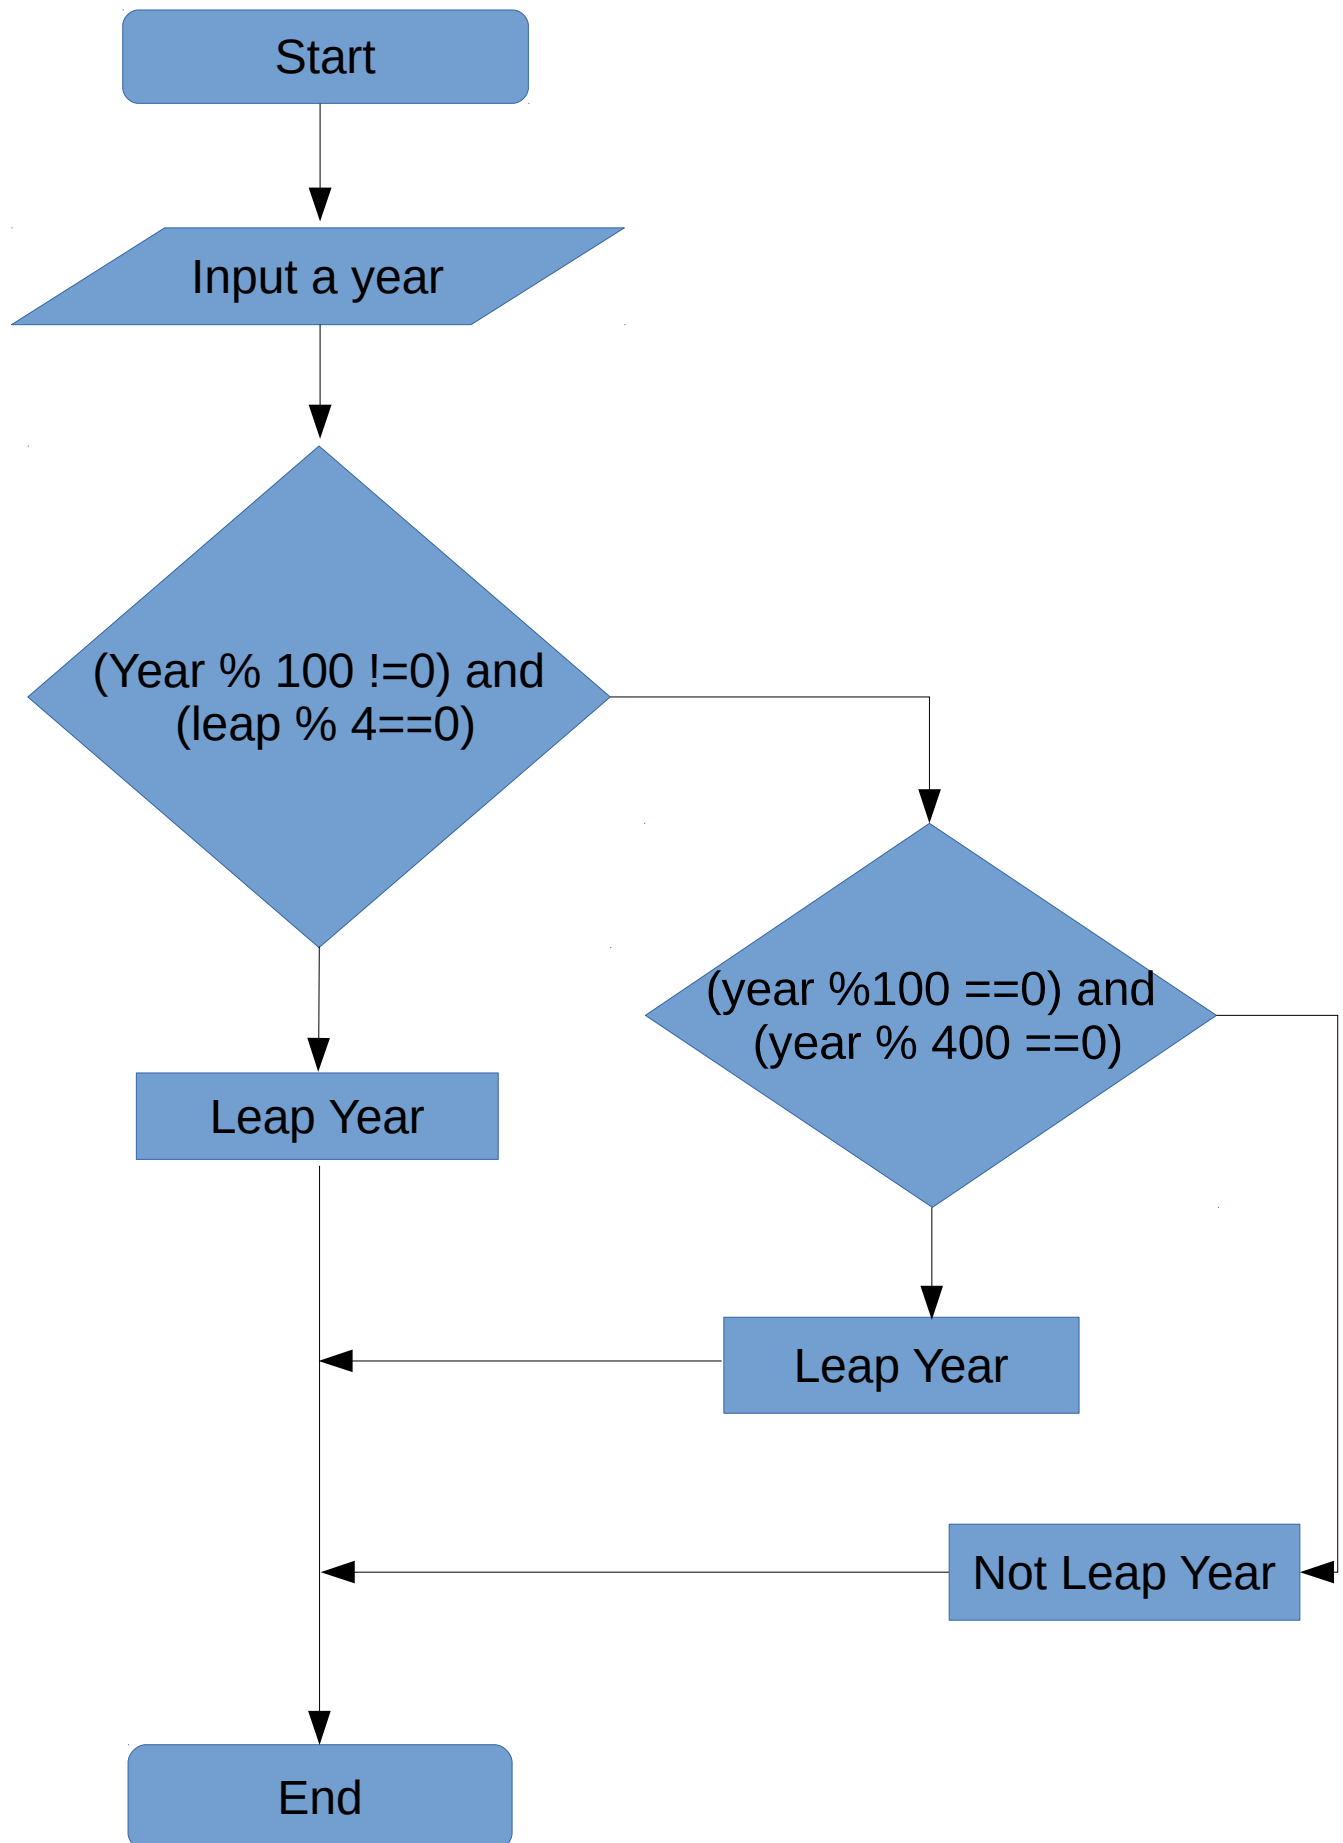 Start
Input a year
(Year % 100 !=0) and
(leap % 4==0)
(year %100 ==0) and
(year % 400 ==0)
Leap Year
Leap Year
Not Leap Year
End